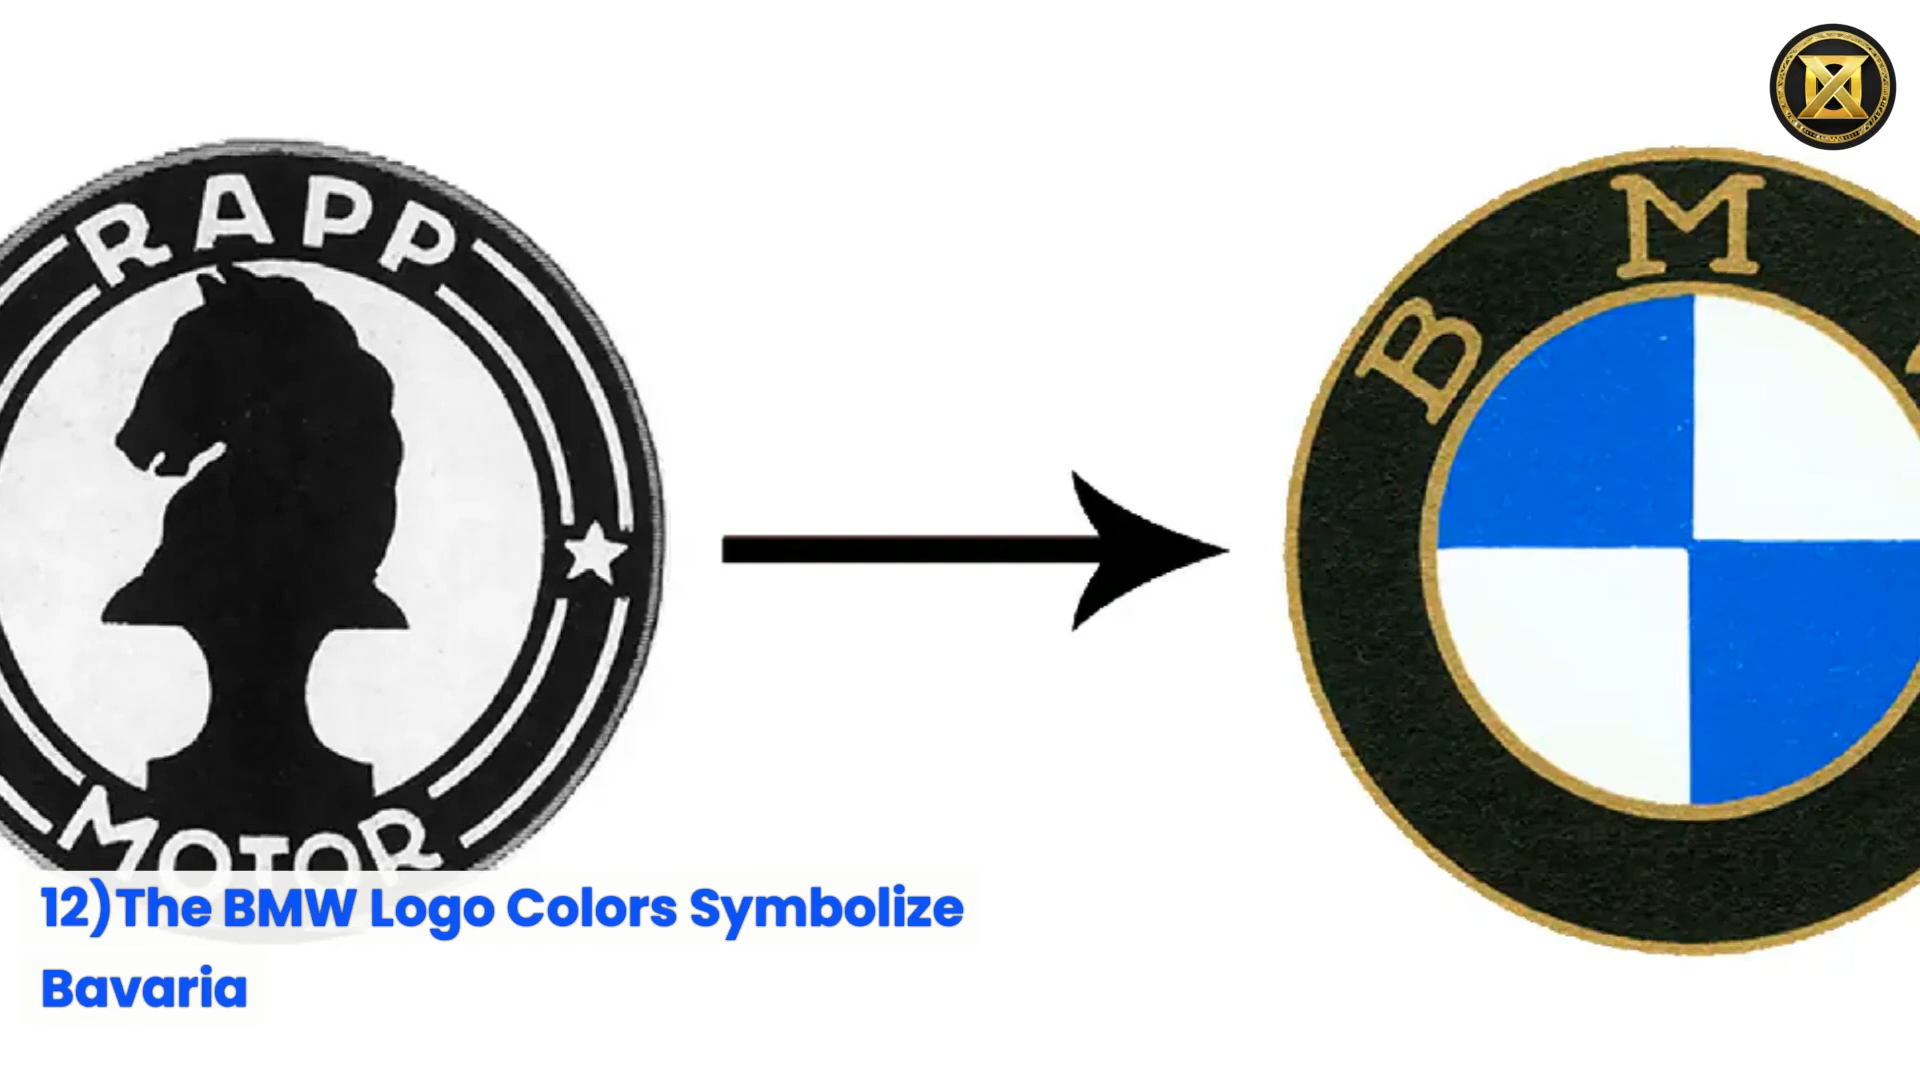 RAPP
MOTOR
B M
12)The BMW Logo Colors Symbolize
Bavaria